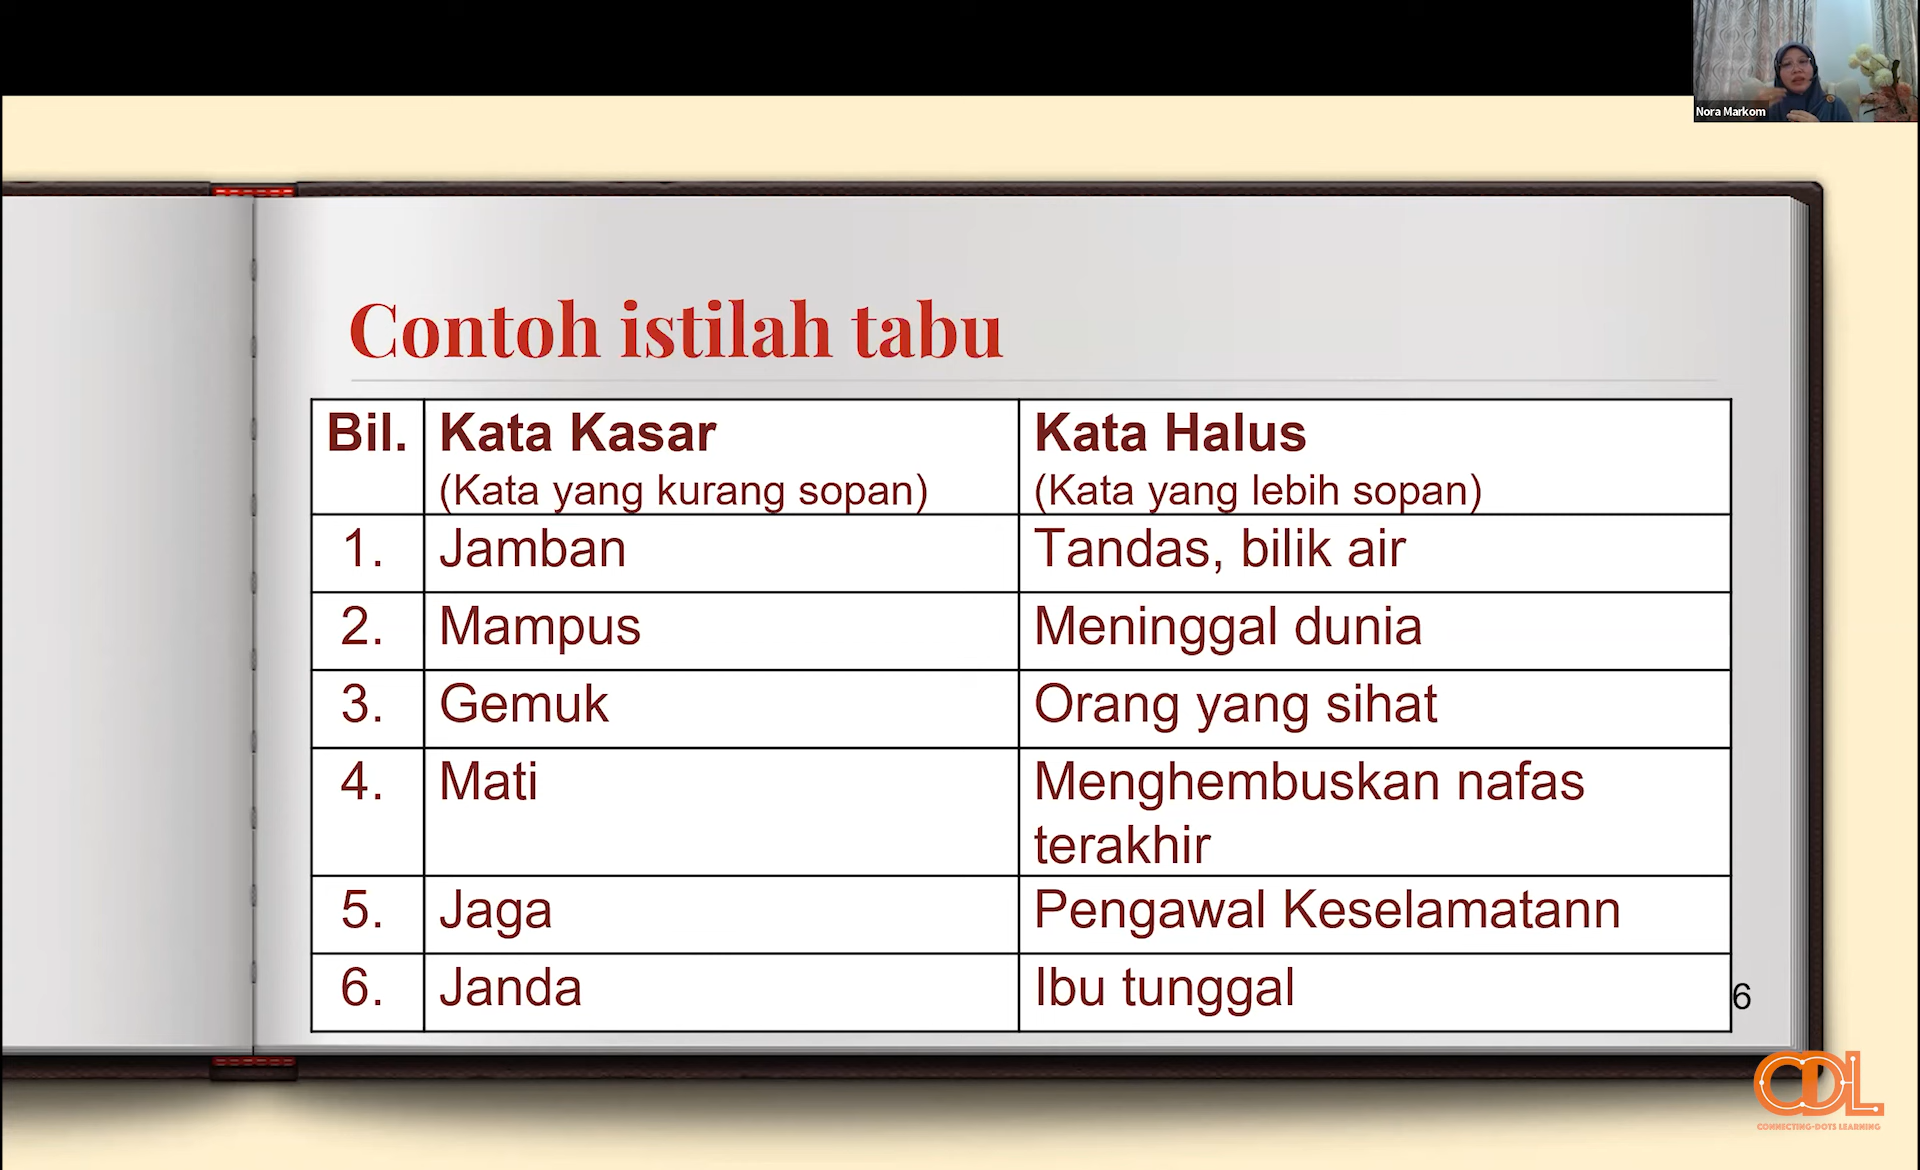 Nora Markom
Contoh istilah tabu
Bil. Kata Kasar Kata Halus
(Kata yang kurang sopan) (Kata yang lebih sopan)
1. Jamban Tandas, bilik air
2. Mampus Meninggal dunia
3. Gemuk Orang yang sihat
4. Mati Menghembuskan nafas
terakhir
5. Jaga Pengawal Keselamatann
6. Janda Ibu tunggal
6
CDL
CONNECTING-DOTS LEARNING